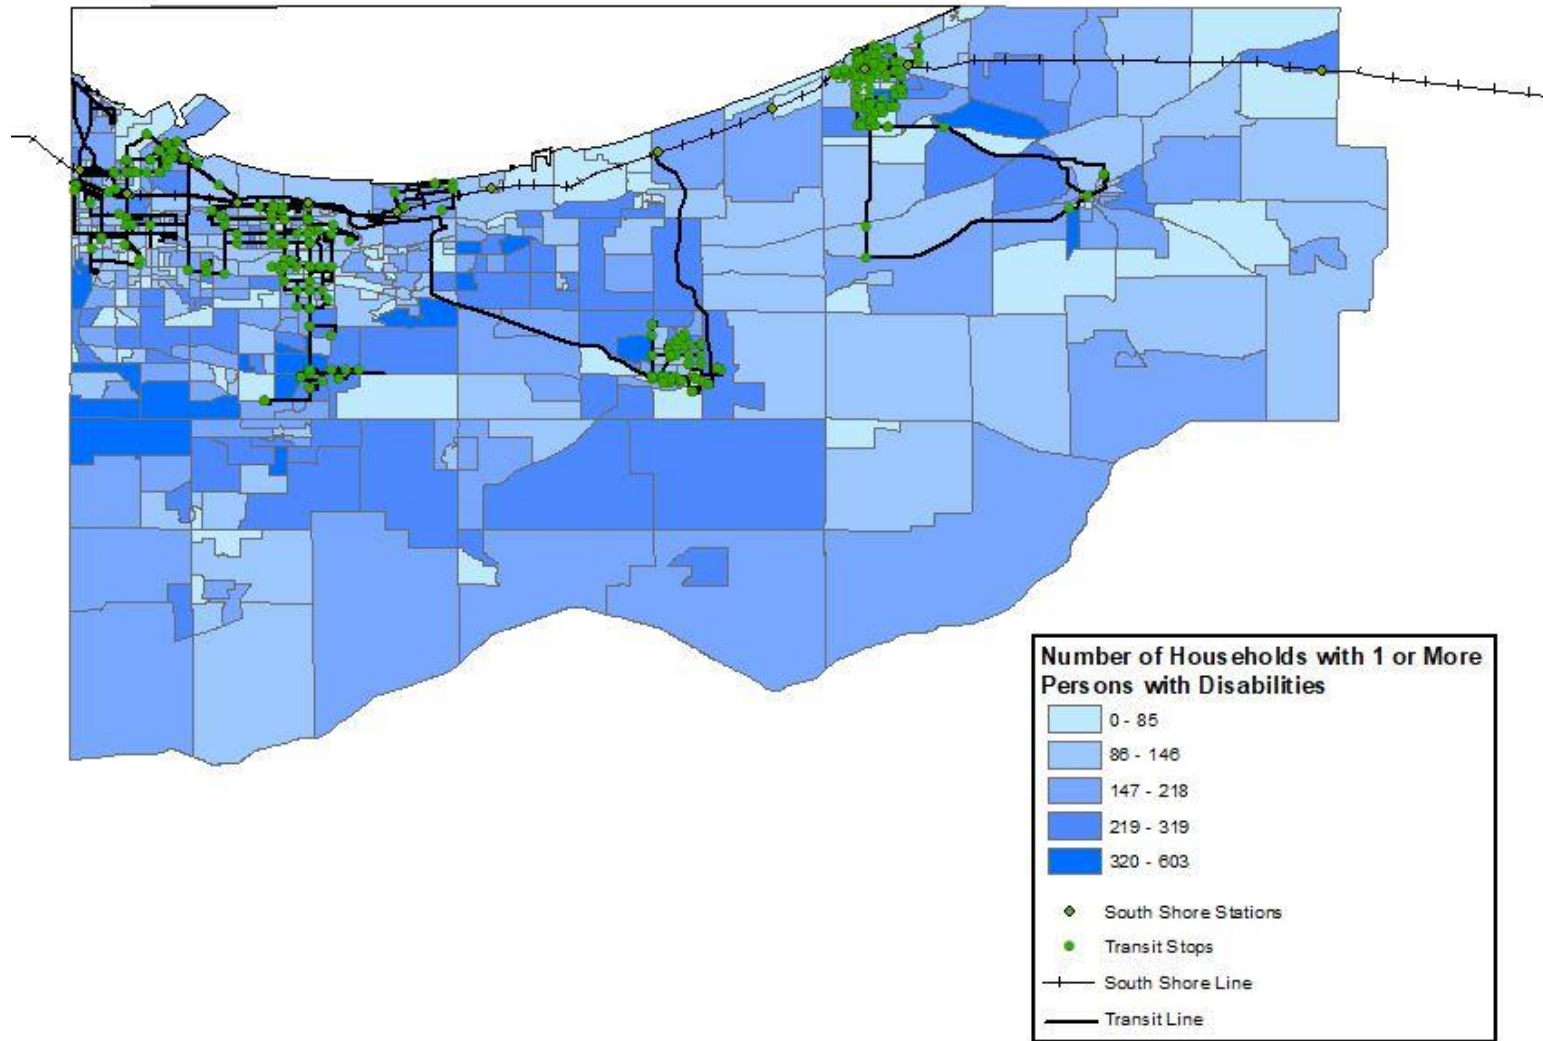 Number of Households with 1 or More
Persons with Disabilities
0 - 85
86 - 146
147 - 218
219 - 319
320 - 603
South Shore Stations
Transit Stops
South Shore Line
Transit Line